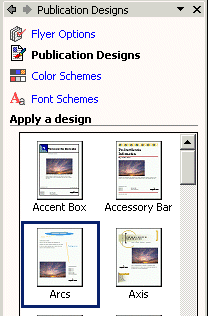 Publication Designs
Flyer Options
Publication Designs
Color Schemes
Font Schemes
Apply a design
Accent Box
Accessory Bar
Arcs
Axis